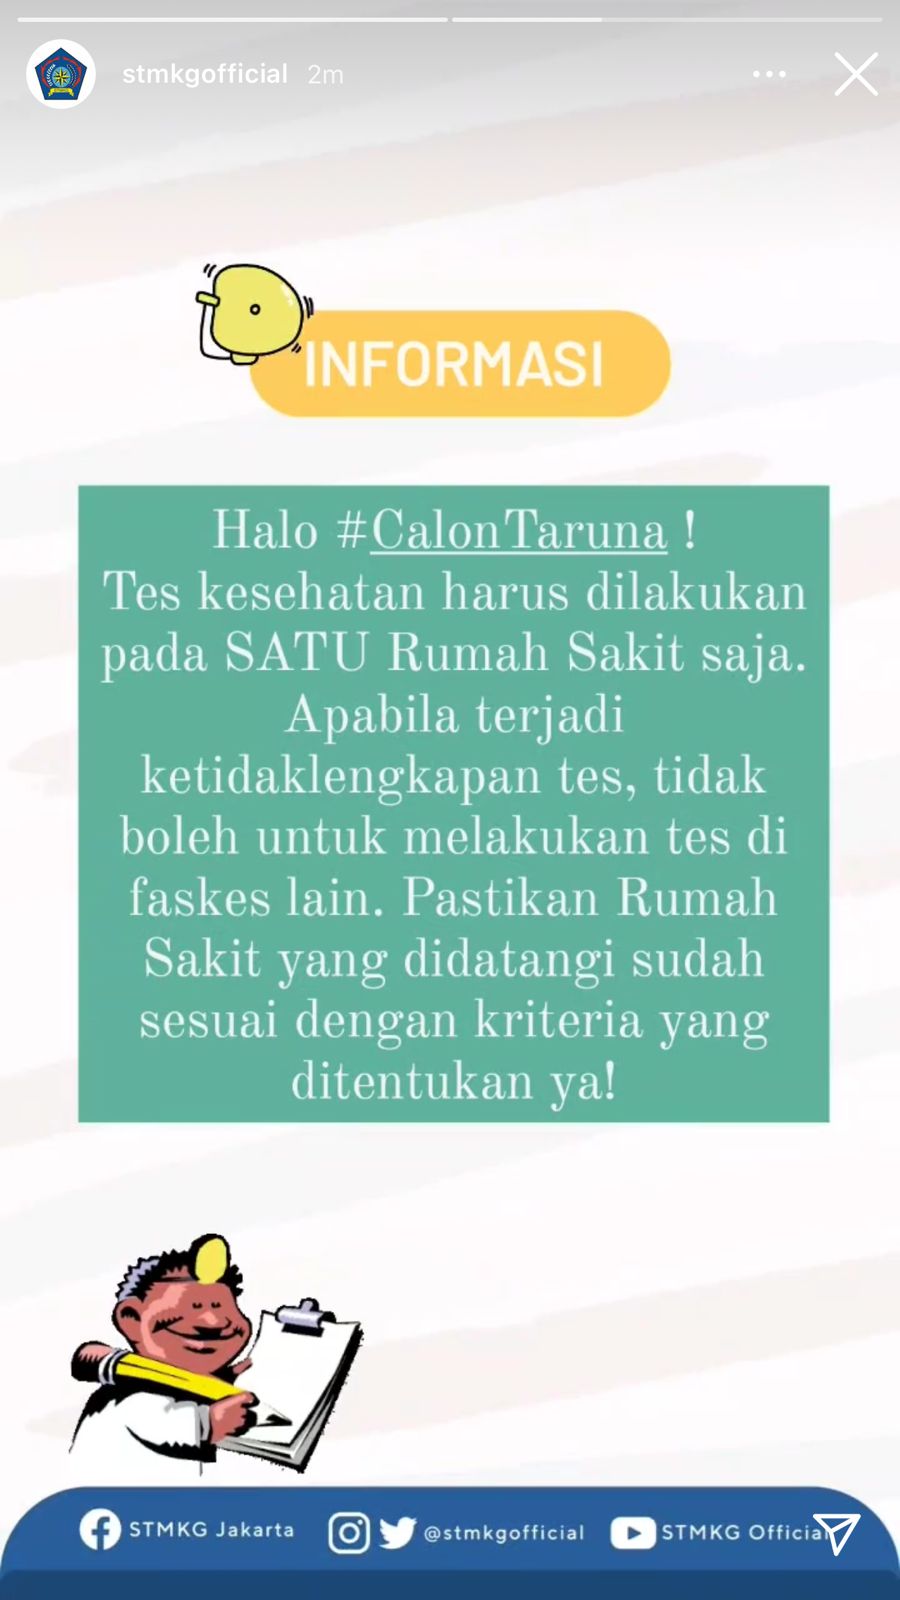 stmkgofficial 2m
INFORMASI
Halo #CalonTaruna !
Tes kesehatan harus dilakukan
pada SATU Rumah Sakit saja.
Apabila terjadi
ketidaklengkapan tes, tidak
boleh untuk melakukan tes di
faskes lain. Pastikan Rumah
Sakit yang didatangi sudah
sesuai dengan kriteria yang
ditentukan ya!
STMKG Jakarta @stmkgofficial STMKG Official